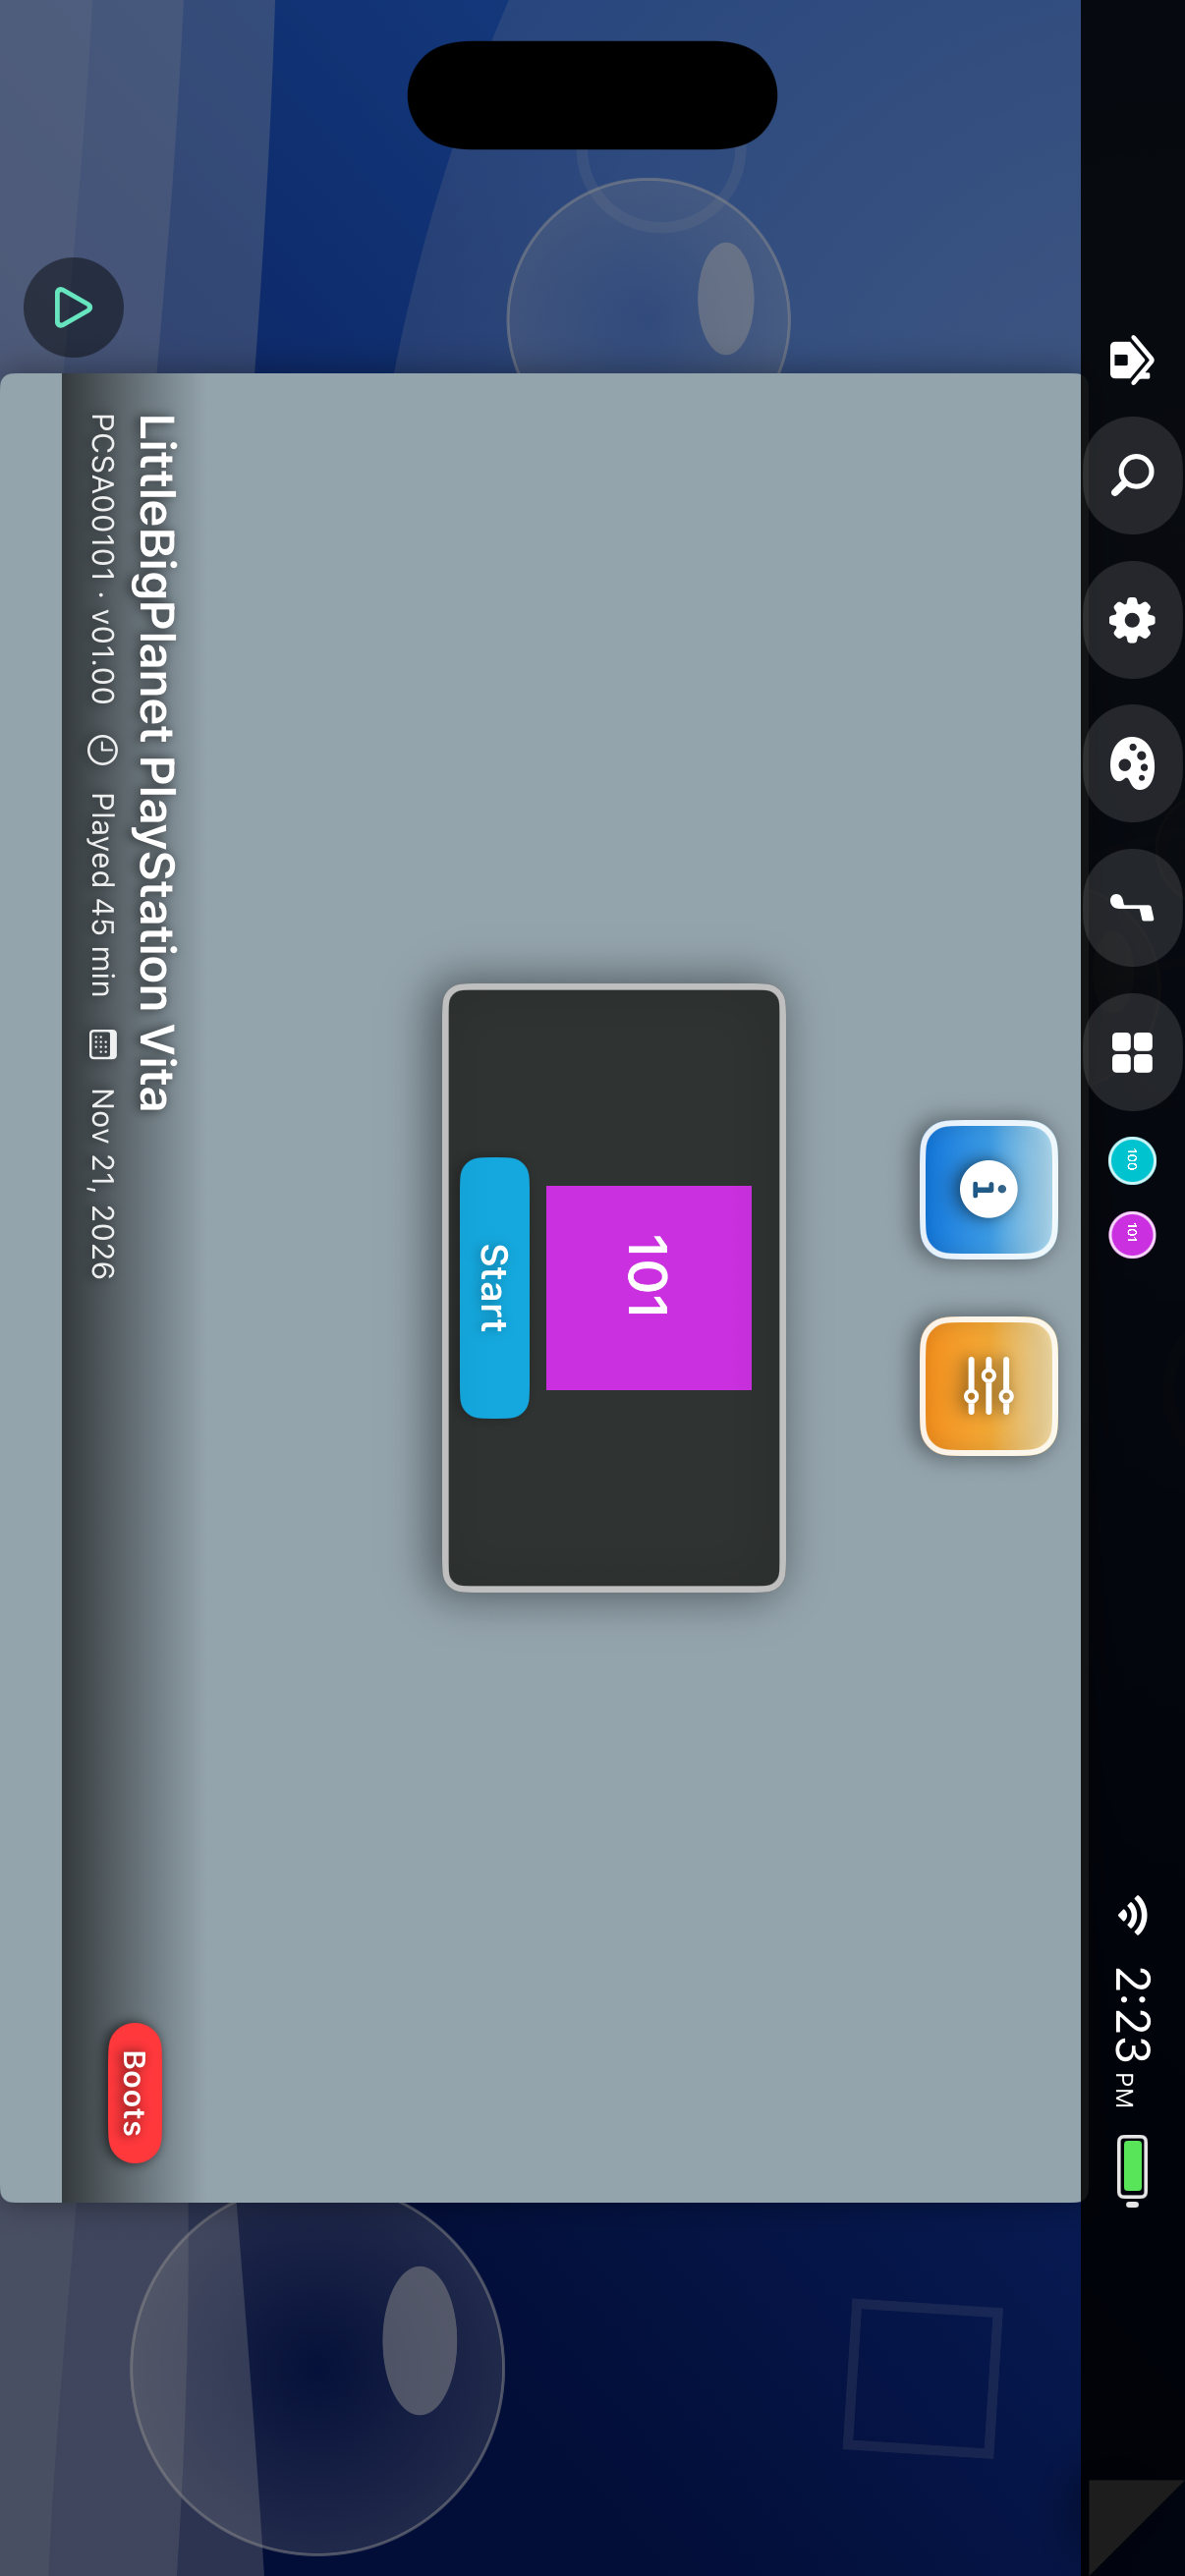 100
101
2:23 PM
101
Start
LittleBigPlanet PlayStation Vita
PCSA00101 · v01.00 Played 45 min Nov 21, 2026
Boots